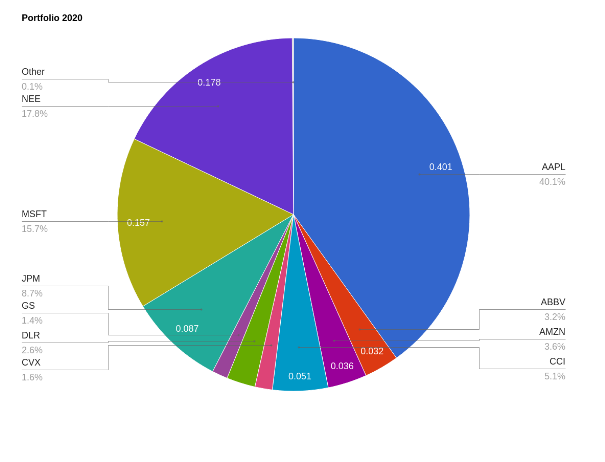 Portfolio 2020
Other
0.1%
NEE
17.8%
MSFT
15.7%
JPM
8.7%
GS
1.4%
DLR
2.6%
CVX
1.6%
0.178
0.401
0.157
0.087
0.051
0.036
0.032
AAPL
40.1%
ABBV
3.2%
AMZN
3.6%
CCI
5.1%